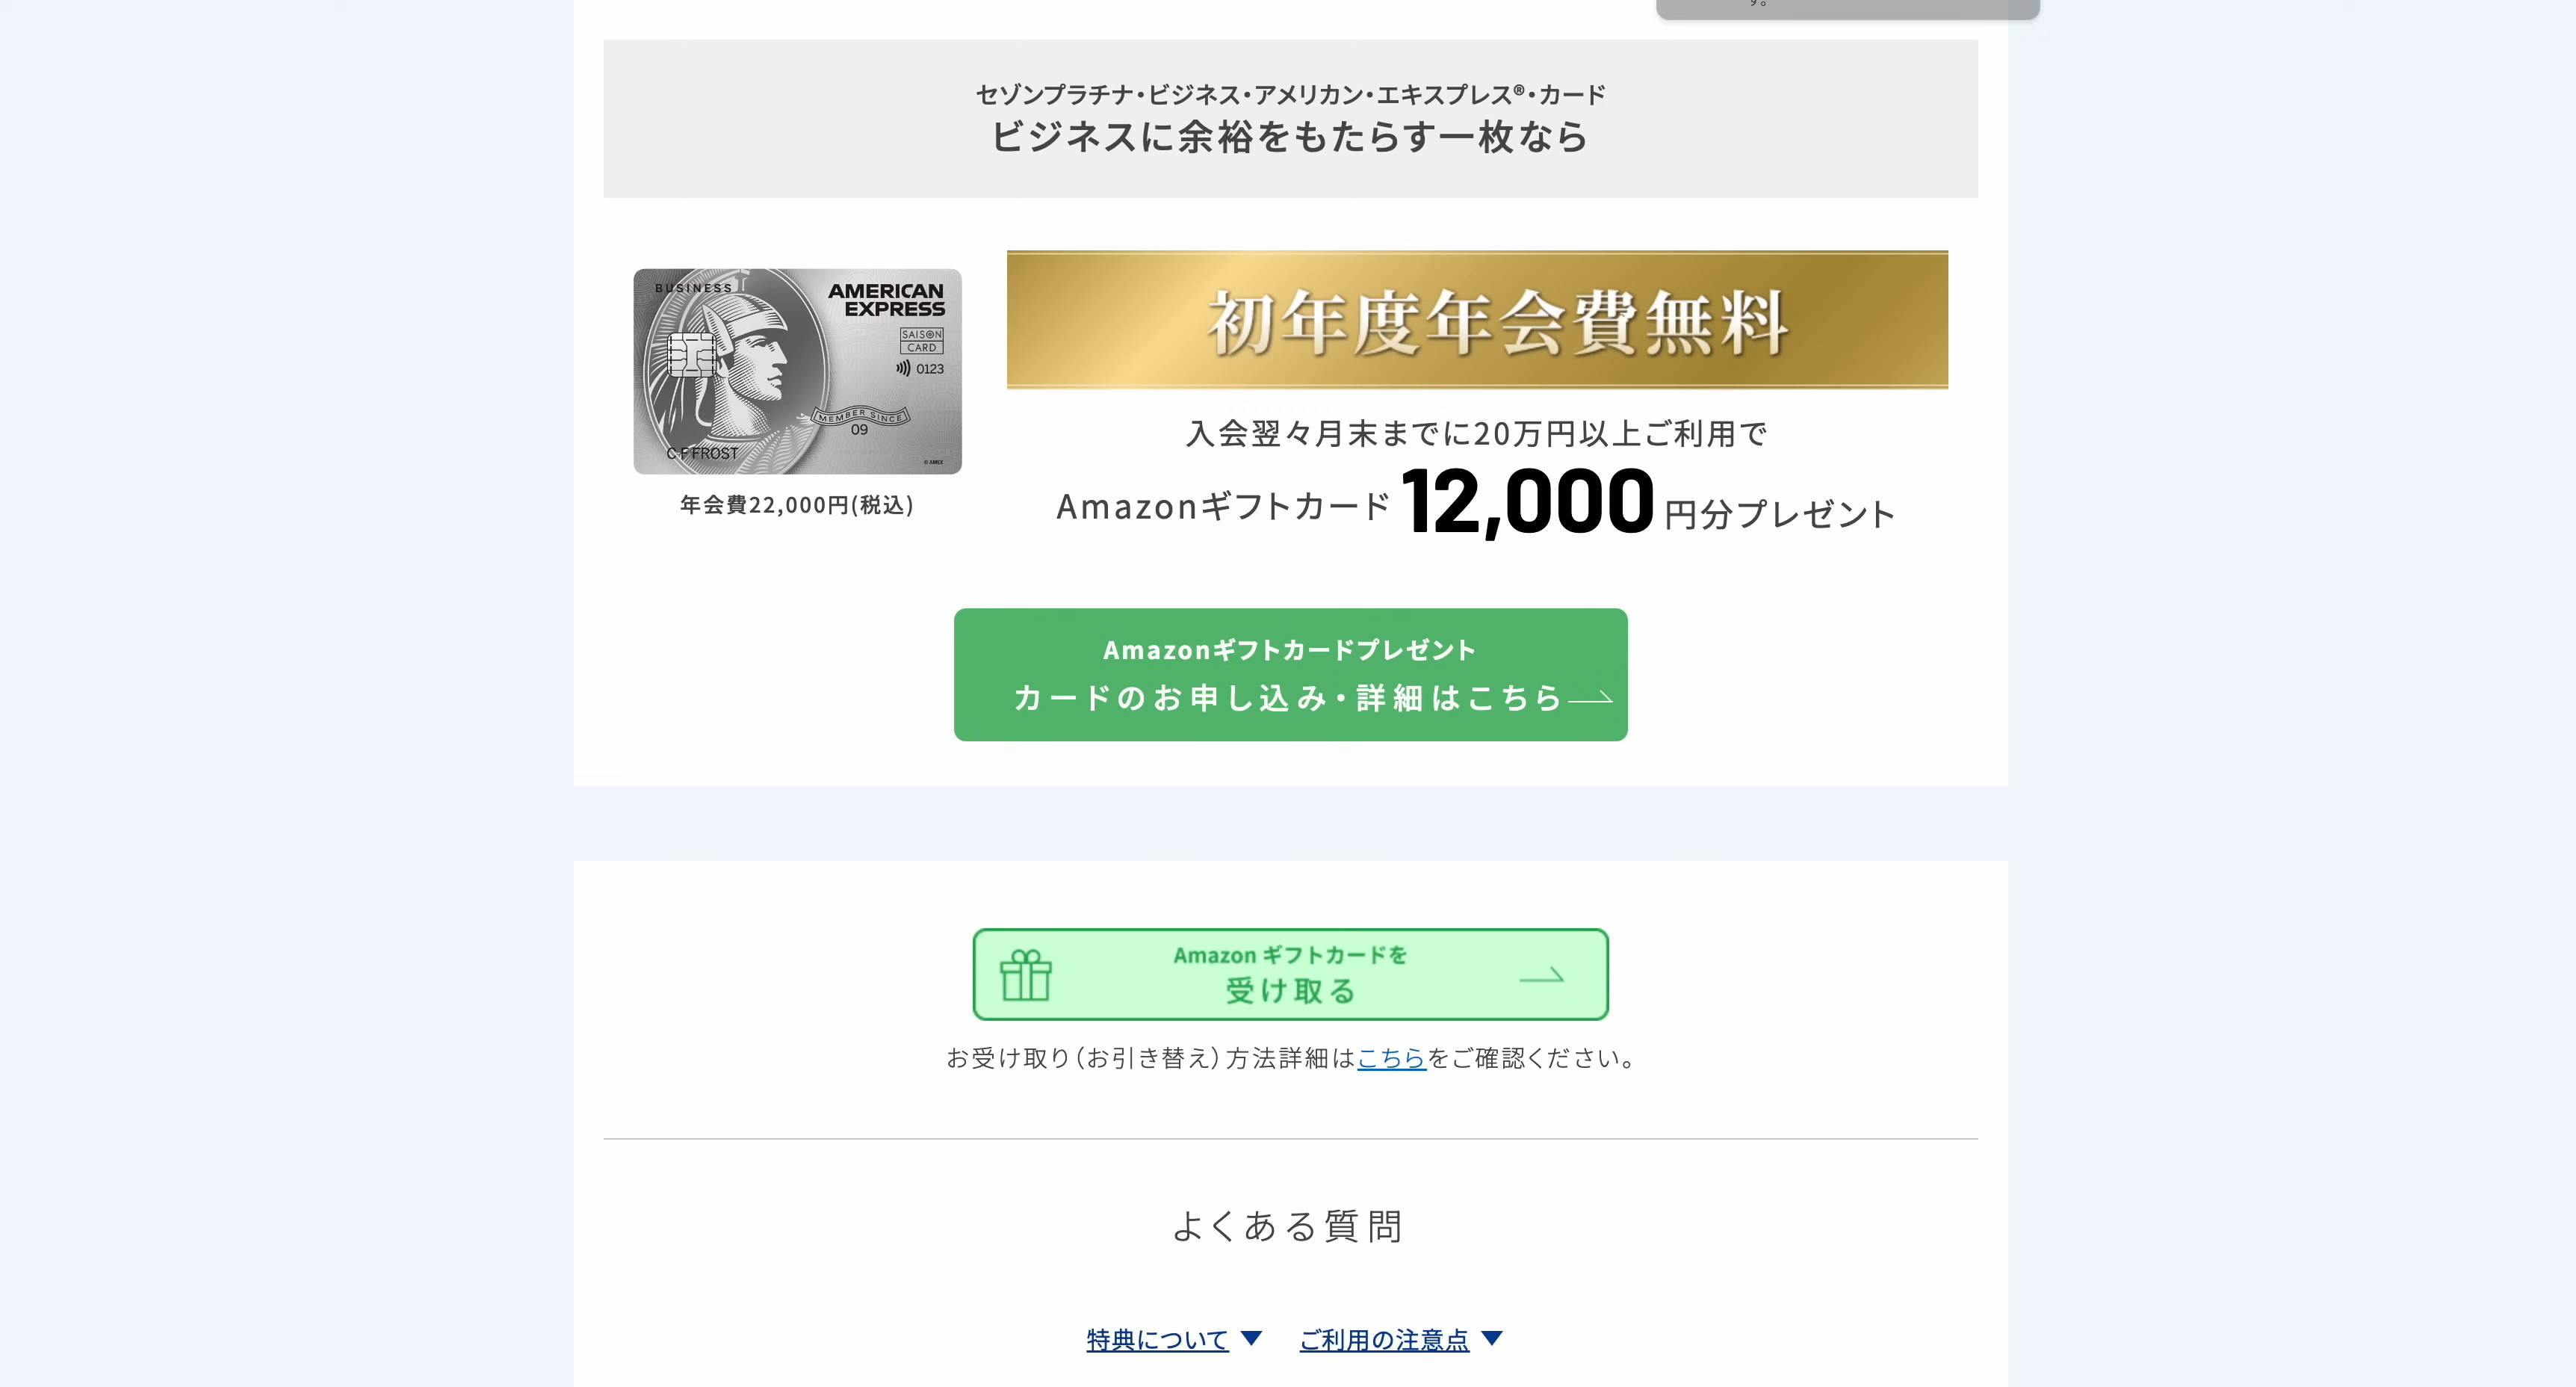 す。
セゾンプラチナ・ビジネス・アメリカン・エキスプレス®・カード
ビジネスに余裕をもたらす一枚なら
BUSINESS
AMERICAN
EXPRESS
SAISON
CARD
0123
MEMBER SINCE
09
C F FROST
© AMEX
年会費22,000円(税込)
初年度年会費無料
入会翌々月末までに20万円以上ご利用で
Amazonギフトカード 12,000 円分プレゼント
Amazonギフトカードプレゼント
カードのお申し込み・詳細はこちら
Amazon ギフトカードを
受け取る
お受け取り（お引き替え）方法詳細はこちらをご確認ください。
よくある質問
特典について ▼ ご利用の注意点 ▼